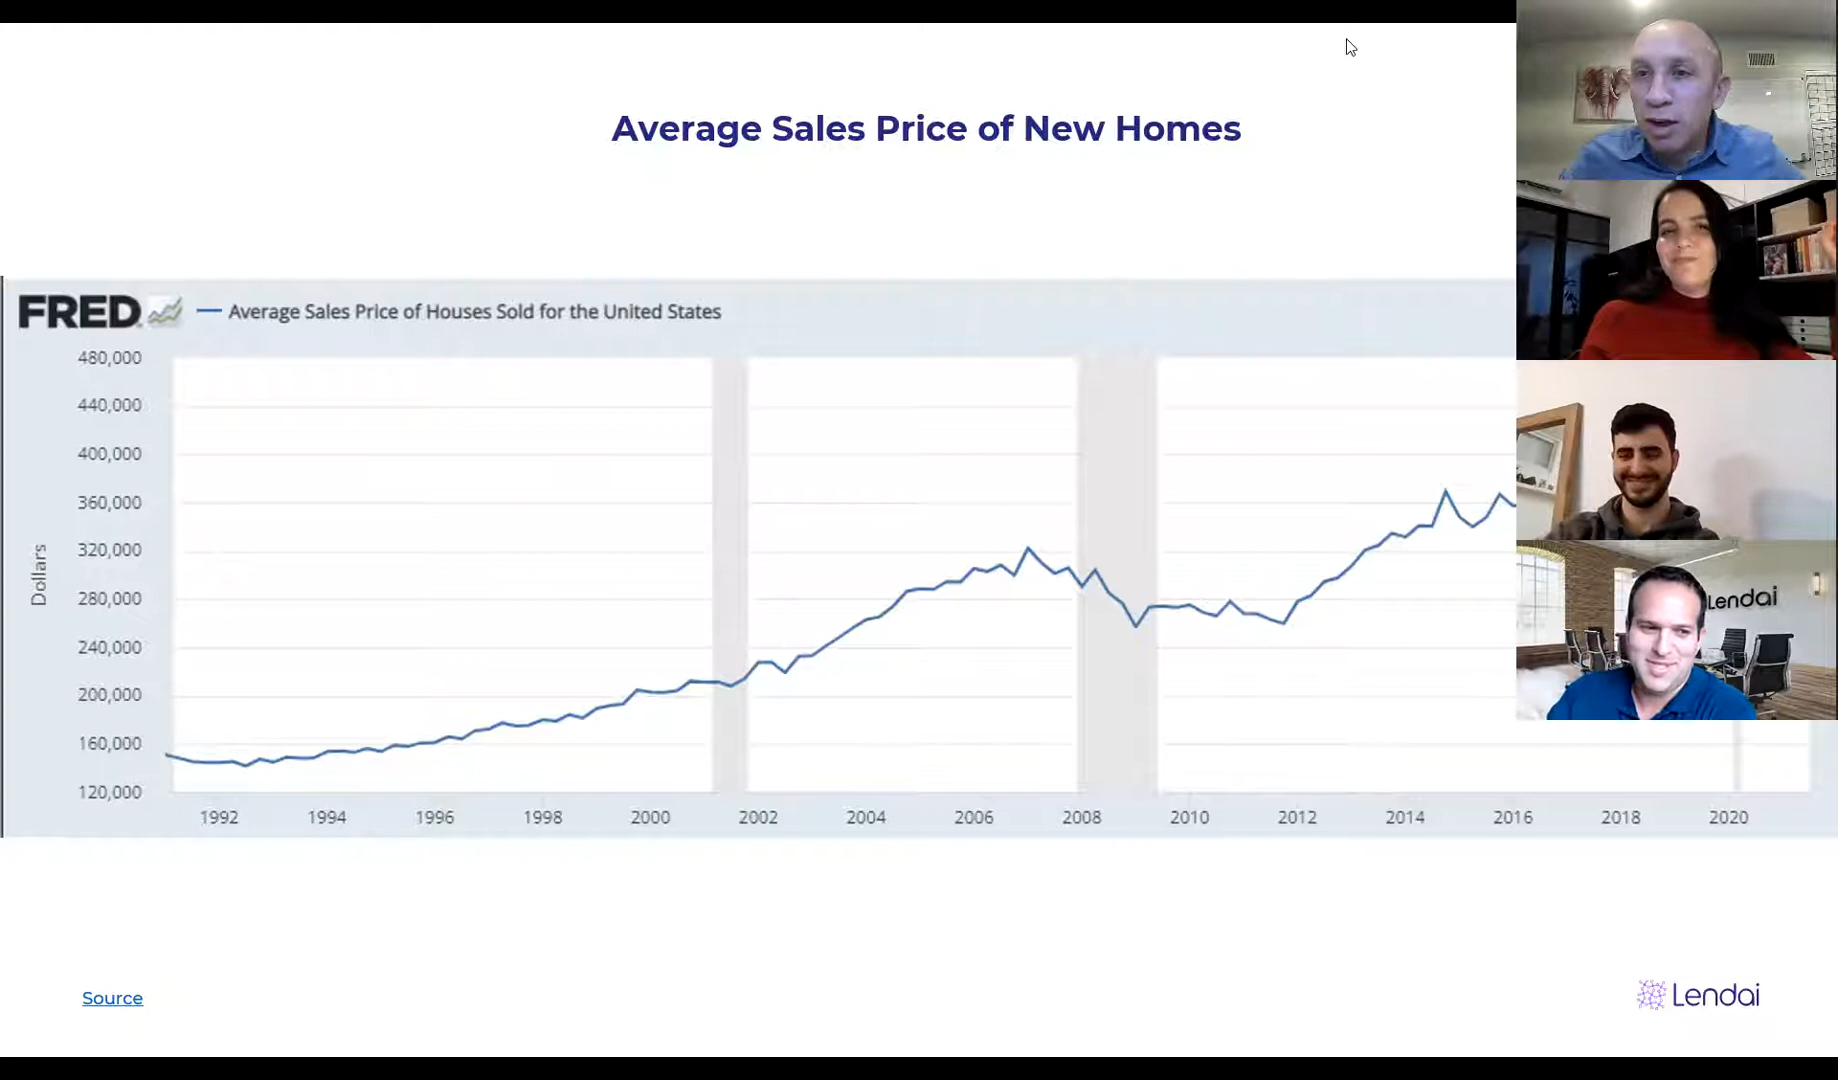 Average Sales Price of New Homes
FRED
Average Sales Price of Houses Sold for the United States
480,000
440,000
400,000
360,000
320,000
280,000
240,000
200,000
160,000
120,000
Dollars
1992 1994 1996 1998 2000 2002 2004 2006 2008 2010 2012 2014 2016 2018 2020
Lendai
Source
Lendai